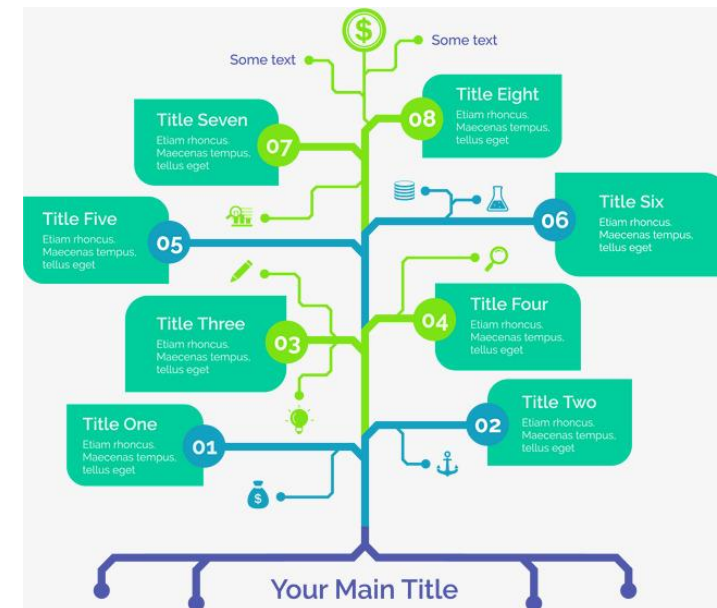 $
Some text
Some text
Title Eight
Etiam rhoncus.
Maecenas tempus,
tellus eget
08
Title Seven
Etiam rhoncus.
Maecenas tempus,
tellus eget
07
Title Six
Etiam rhoncus.
Maecenas tempus,
tellus eget
06
Title Five
Etiam rhoncus.
Maecenas tempus,
tellus eget
05
Title Four
Etiam rhoncus.
Maecenas tempus,
tellus eget
04
Title Three
Etiam rhoncus.
Maecenas tempus,
tellus eget
03
Title Two
Etiam rhoncus.
Maecenas tempus,
tellus eget
02
Title One
Etiam rhoncus.
Maecenas tempus,
tellus eget
01
$
Your Main Title